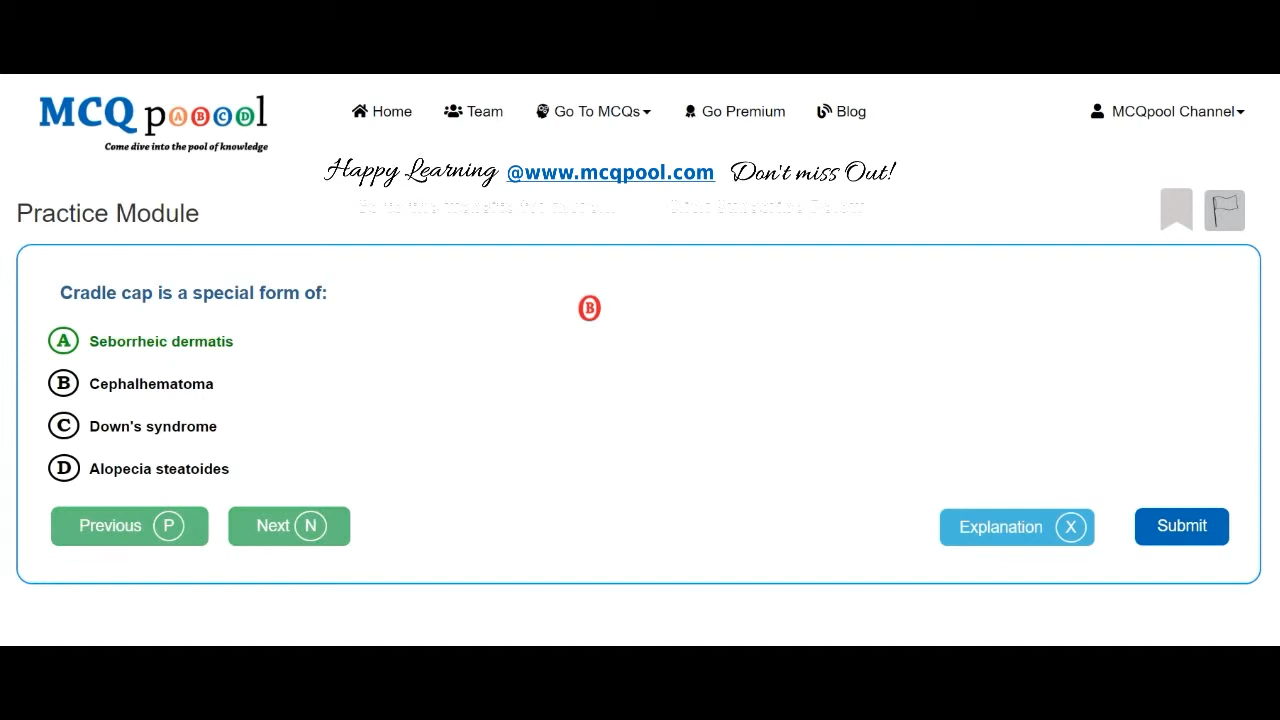 MCQ pooool
Come dive into the pool of knowledge
Home Team Go To MCQs Go Premium Blog MCQpool Channel
Happy Learning @www.mcqpool.com Don't miss Out!
Practice Module
Cradle cap is a special form of:
B
A Seborrheic dermatis
B Cephalhematoma
C Down's syndrome
D Alopecia steatoides
Previous P Next N Explanation X Submit